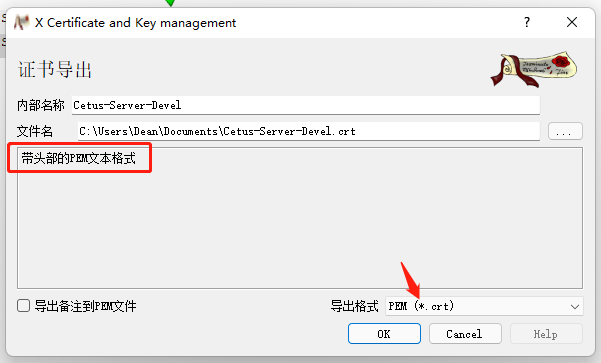 X Certificate and Key management
证书导出
内部名称 Cetus-Server-Devel
文件名 C:\Users\Dean\Documents\Cetus-Server-Devel.crt ...
带头部的PEM文本格式
导出备注到PEM文件 导出格式 PEM (*.crt)
OK Cancel Help